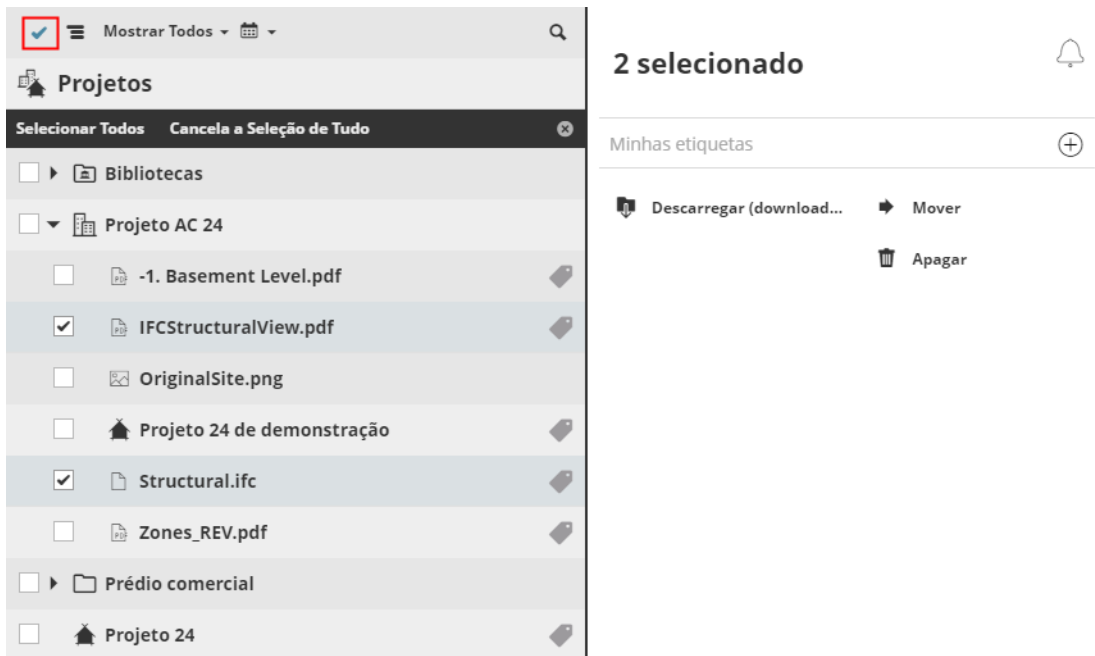 Mostrar Todos
Projetos
Selecionar Todos Cancela a Seleção de Tudo
Bibliotecas
Projeto AC 24
-1. Basement Level.pdf
IFCStructuralView.pdf
OriginalSite.png
Projeto 24 de demonstração
Structural.ifc
Zones_REV.pdf
Prédio comercial
Projeto 24
2 selecionado
Minhas etiquetas
Descarregar (download... Mover
Apagar